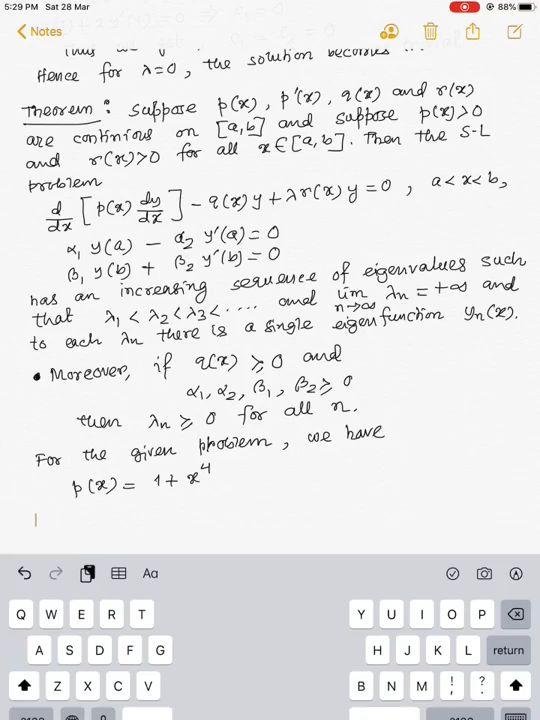 5:29 PM Sat 28 Mar
88%
Notes
Hence for λ=0, the solution becomes
Theorem : Suppose p(x), p'(x), q(x) and r(x)
are continious on [a,b] and suppose p(x)>0
and r(x)>0 for all x∈[a,b]. Then the S-L
problem
d/dx [p(x) dy/dx] - q(x)y + λr(x)y = 0, a<x<b,
α₁ y(a) - α₂ y'(a) = 0
β₁ y(b) + β₂ y'(b) = 0
has an increasing sequence of eigenvalues such
that λ₁ < λ₂ < λ₃ < .... and lim n→∞ λn = +∞ and
to each λn there is a single eigenfunction yn(x).
• Moreover, if q(x) ⩾ 0 and
α₁, α₂, β₁, β₂ ⩾ 0
then λn ⩾ 0 for all n.
For the given problem, we have
p(x) = 1 + x⁴
Aa
Q W E R T Y U I O P
A S D F G H K L return
Z X C V B N M ! , ? .